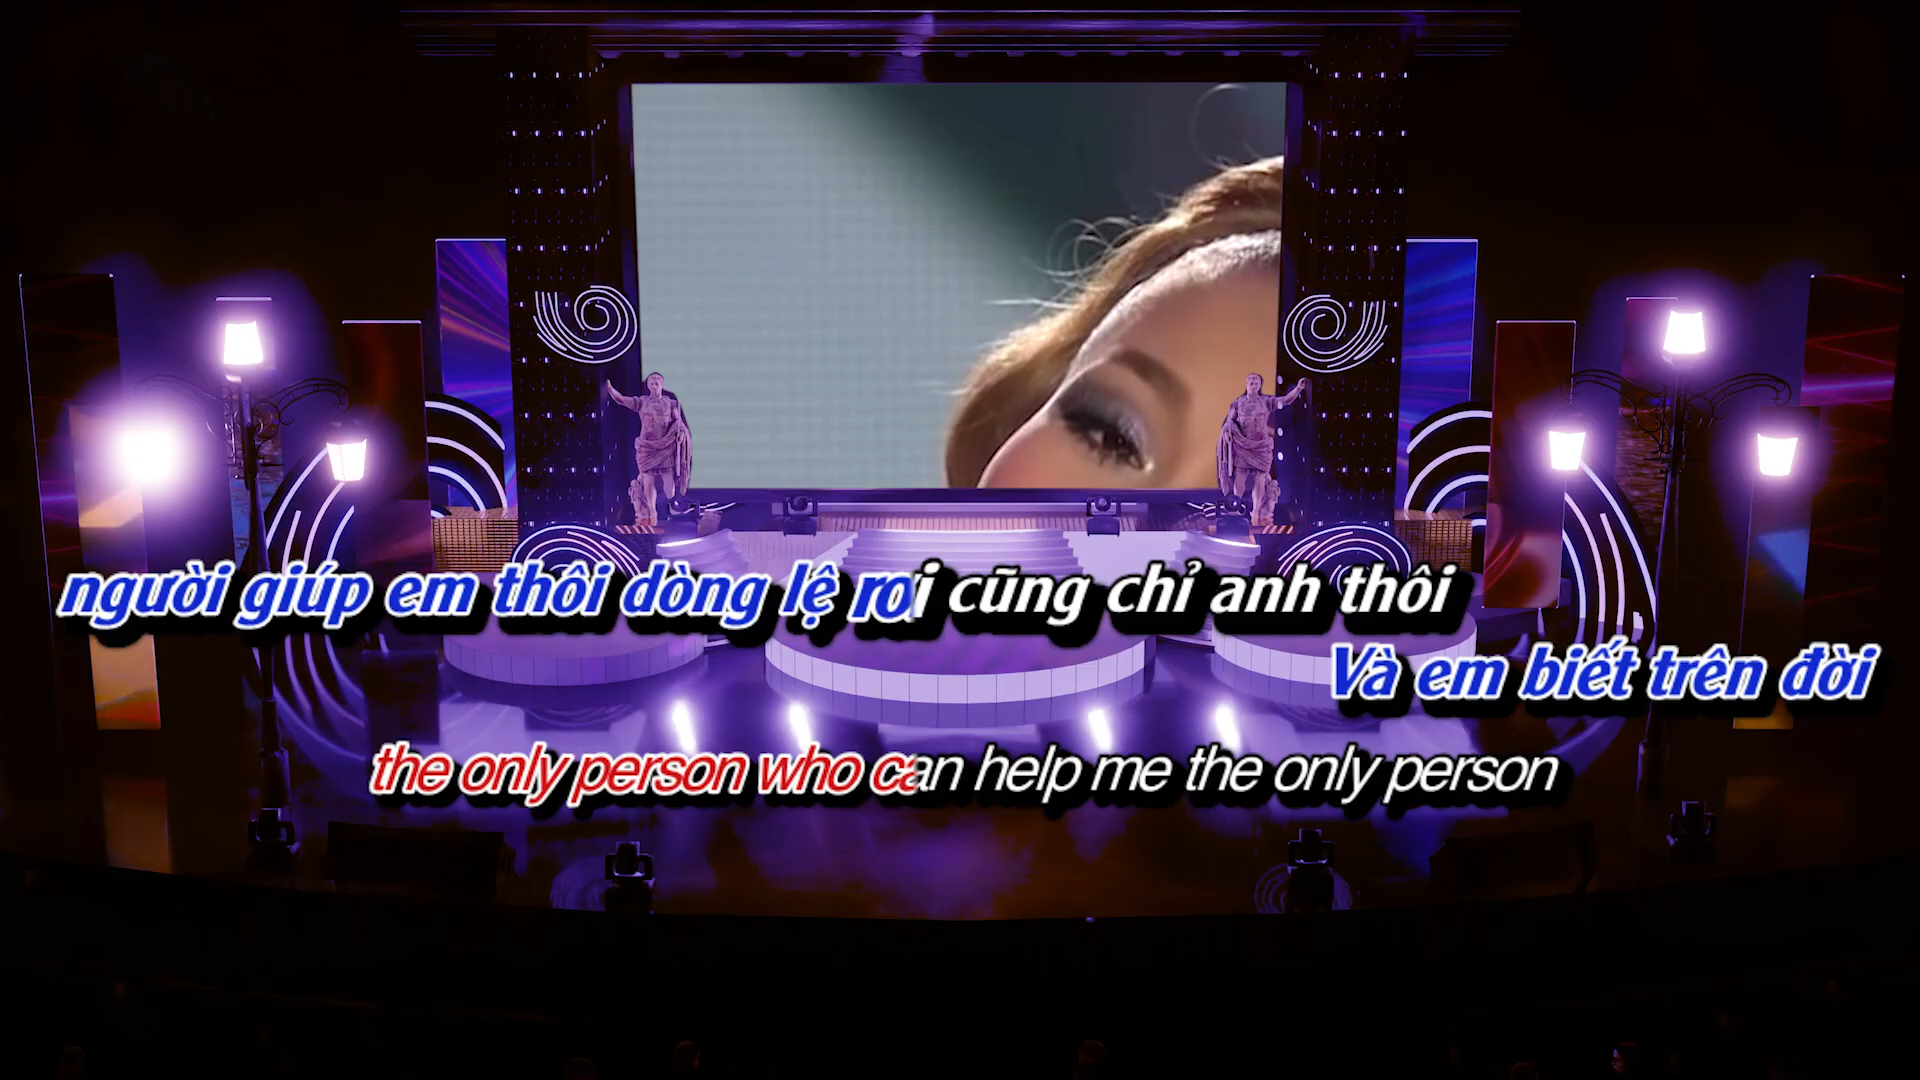 người giúp em thôi dòng lệ rơi cũng chỉ anh thôi
Và em biết trên đời
the only person who can help me the only person